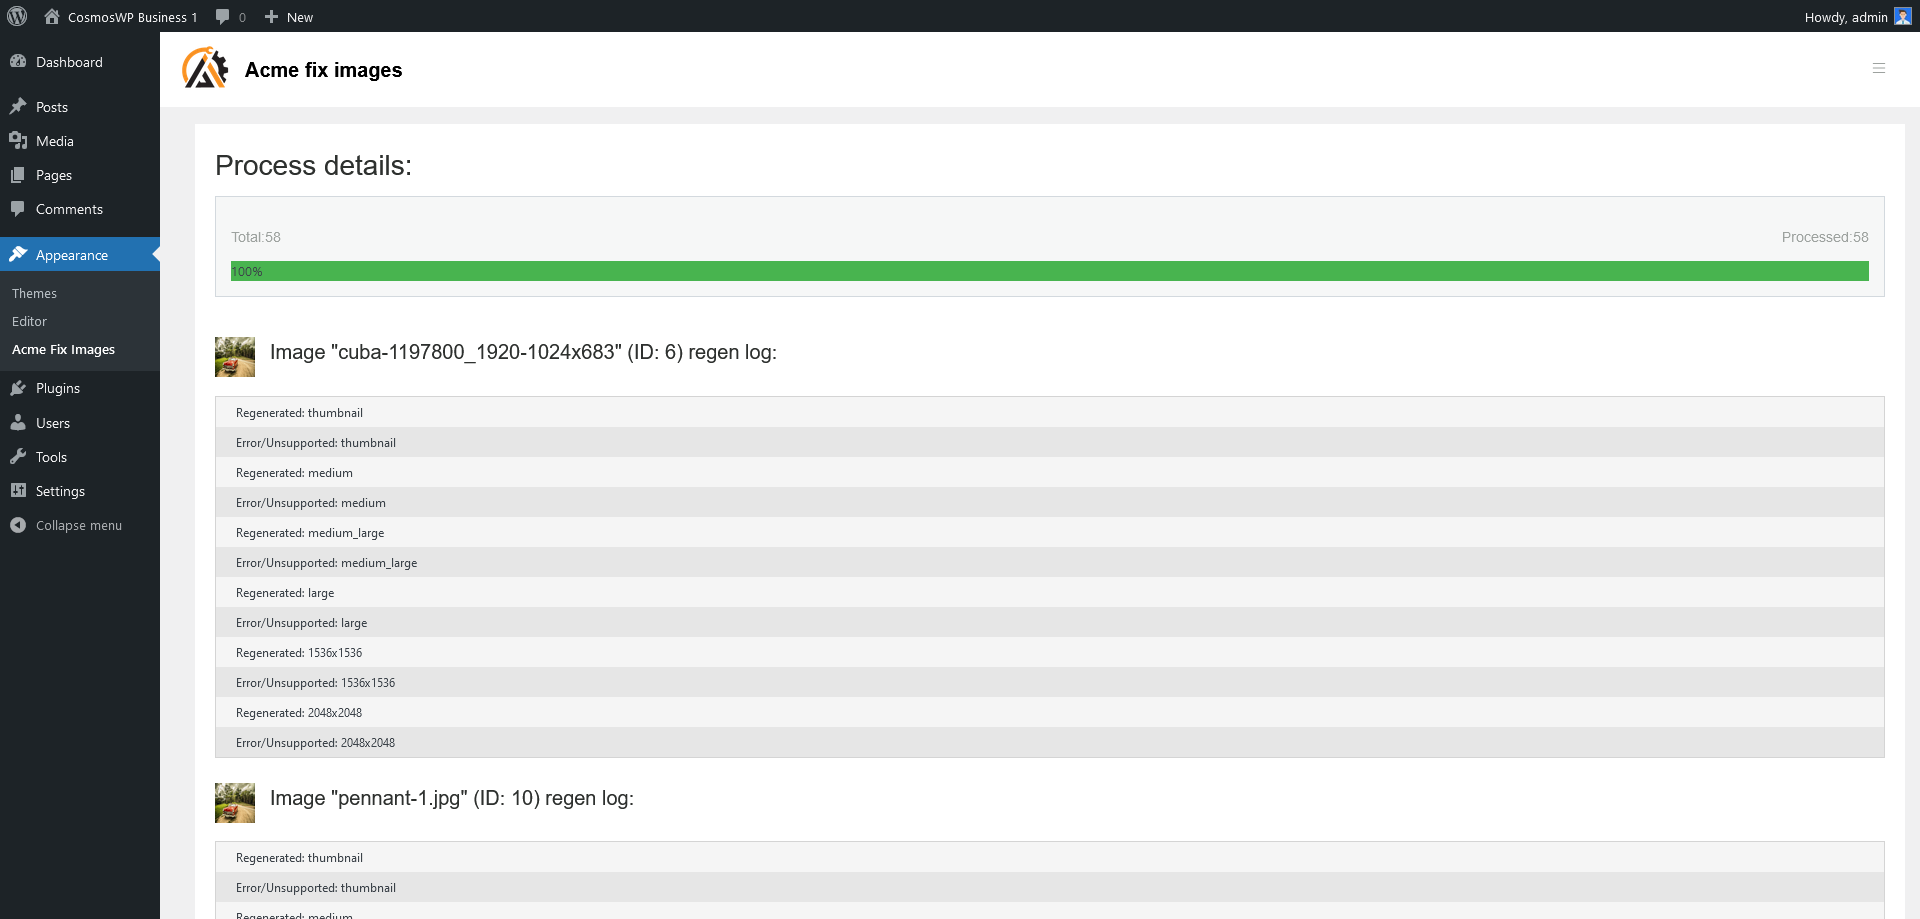 CosmosWP Business 1
0
New
Howdy, admin
Dashboard
Posts
Media
Pages
Comments
Appearance
Themes
Editor
Acme Fix Images
Plugins
Users
Tools
Settings
Collapse menu
Acme fix images
Process details:
Total:58
Processed:58
100%
Image "cuba-1197800_1920-1024x683" (ID: 6) regen log:
Regenerated: thumbnail
Error/Unsupported: thumbnail
Regenerated: medium
Error/Unsupported: medium
Regenerated: medium_large
Error/Unsupported: medium_large
Regenerated: large
Error/Unsupported: large
Regenerated: 1536x1536
Error/Unsupported: 1536x1536
Regenerated: 2048x2048
Error/Unsupported: 2048x2048
Image "pennant-1.jpg" (ID: 10) regen log:
Regenerated: thumbnail
Error/Unsupported: thumbnail
Regenerated: medium